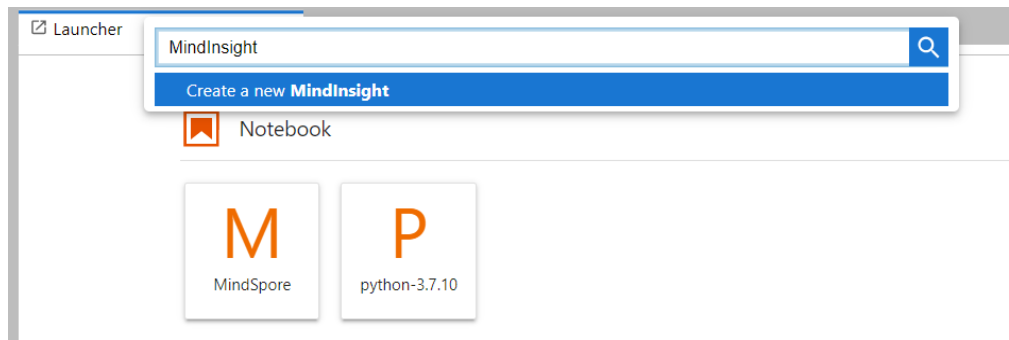 Launcher
MindInsight
Create a new MindInsight
Notebook
M
P
MindSpore
python-3.7.10